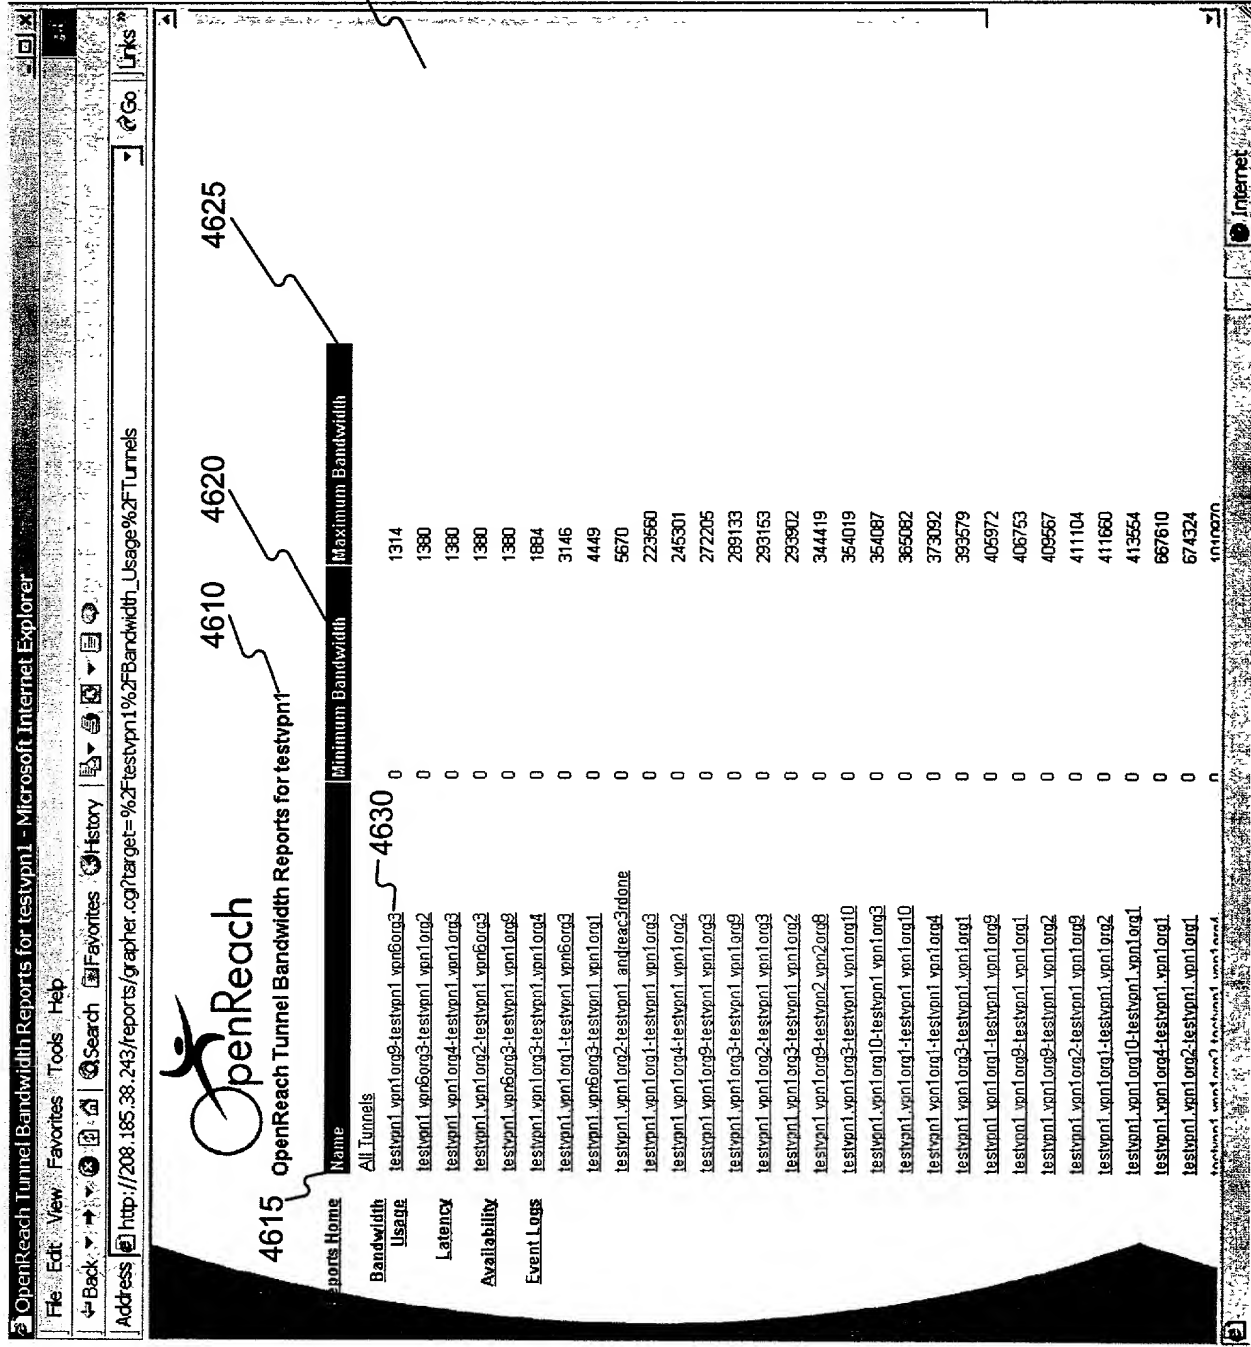 OpenReach Tunnel Bandwidth Reports for testvpn1 - Microsoft Internet Explorer
File Edit View Favorites Tools Help
Back Search Favorites History
Address http://208.185.38.243/reports/grapher.cgi?target=%2Ftestvpn1%2FBandwidth_Usage%2FTunnels Go Links »
penReach
4610
4620
4625
4615
OpenReach Tunnel Bandwidth Reports for testvpn1
ports Home
Bandwidth Usage
Latency
Availability
Event Logs
Name Minimum Bandwidth Maximum Bandwidth
All Tunnels
4630
testvpn1.vpn1org9-testvpn1.vpn6org3 0 1314
testvpn1.vpn6org3-testvpn1.vpn1org2 0 1380
testvpn1.vpn1org4-testvpn1.vpn1org3 0 1380
testvpn1.vpn1org2-testvpn1.vpn6org3 0 1380
testvpn1.vpn6org3-testvpn1.vpn1org9 0 1380
testvpn1.vpn1org3-testvpn1.vpn1org4 0 1884
testvpn1.vpn1org1-testvpn1.vpn6org3 0 3146
testvpn1.vpn6org3-testvpn1.vpn1org1 0 4449
testvpn1.vpn1org2-testvpn1.andreac3rdone 0 5670
testvpn1.vpn1org1-testvpn1.vpn1org3 0 223560
testvpn1.vpn1org4-testvpn1.vpn1org2 0 245301
testvpn1.vpn1org9-testvpn1.vpn1org3 0 272205
testvpn1.vpn1org3-testvpn1.vpn1org9 0 289133
testvpn1.vpn1org2-testvpn1.vpn1org3 0 293153
testvpn1.vpn1org3-testvpn1.vpn1org2 0 293902
testvpn1.vpn1org9-testvpn2.vpn2org8 0 344419
testvpn1.vpn1org3-testvpn1.vpn1org10 0 354019
testvpn1.vpn1org10-testvpn1.vpn1org3 0 354087
testvpn1.vpn1org1-testvpn1.vpn1org10 0 365082
testvpn1.vpn1org1-testvpn1.vpn1org4 0 373092
testvpn1.vpn1org3-testvpn1.vpn1org1 0 393579
testvpn1.vpn1org1-testvpn1.vpn1org9 0 405972
testvpn1.vpn1org9-testvpn1.vpn1org1 0 406753
testvpn1.vpn1org9-testvpn1.vpn1org2 0 409567
testvpn1.vpn1org2-testvpn1.vpn1org9 0 411104
testvpn1.vpn1org1-testvpn1.vpn1org2 0 411660
testvpn1.vpn1org10-testvpn1.vpn1org1 0 413554
testvpn1.vpn1org4-testvpn1.vpn1org1 0 667610
testvpn1.vpn1org2-testvpn1.vpn1org1 0 674324
Internet